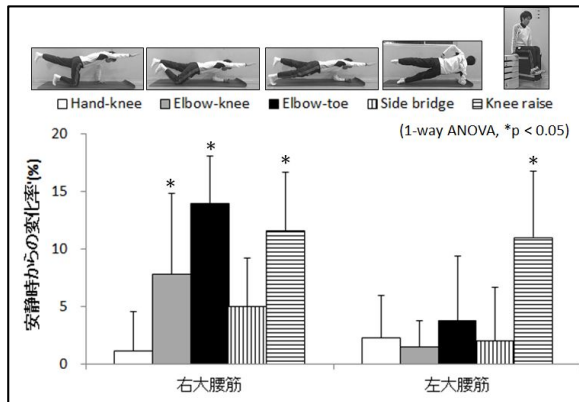 Hand-knee Elbow-knee Elbow-toe Side bridge Knee raise
(1-way ANOVA, *p < 0.05)
安静時からの変化率(%)
20
15
10
5
0
* * * *
右大腰筋 左大腰筋